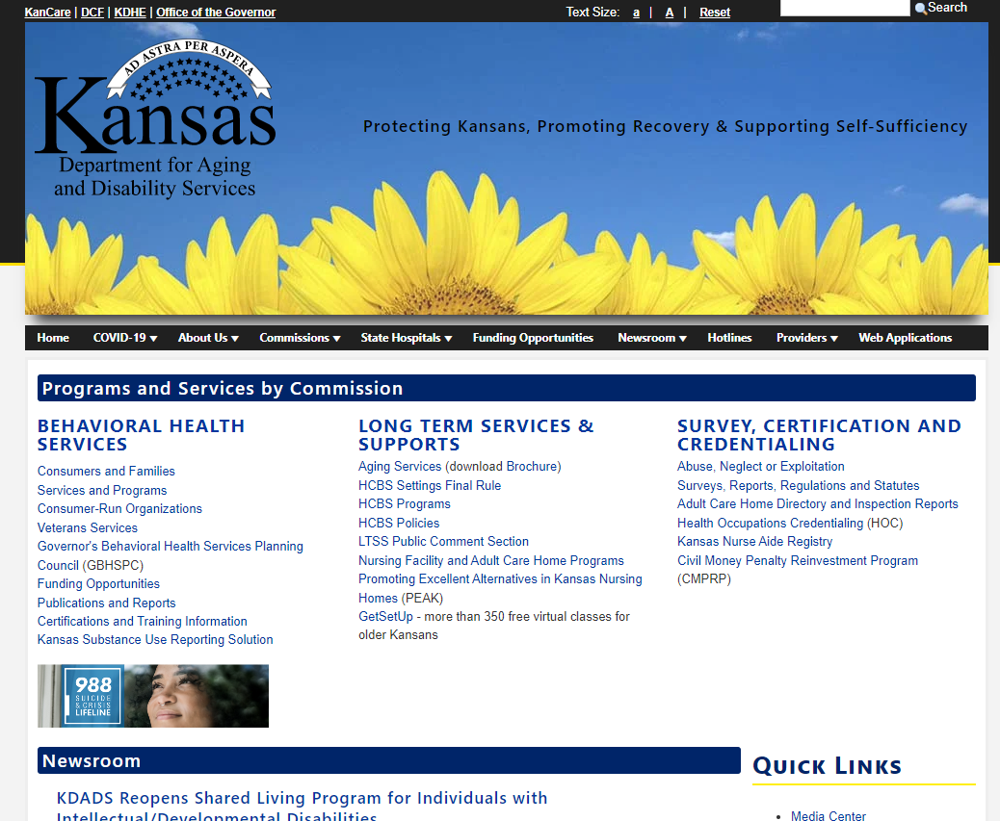 KanCare | DCF | KDHE | Office of the Governor
Text Size: a | A | Reset
Search
AD ASTRA PER ASPERA
Kansas
Department for Aging
and Disability Services
Protecting Kansans, Promoting Recovery & Supporting Self-Sufficiency
Home COVID-19 About Us Commissions State Hospitals Funding Opportunities Newsroom Hotlines Providers Web Applications
Programs and Services by Commission
BEHAVIORAL HEALTH
SERVICES
Consumers and Families
Services and Programs
Consumer-Run Organizations
Veterans Services
Governor's Behavioral Health Services Planning
Council (GBHSPC)
Funding Opportunities
Publications and Reports
Certifications and Training Information
Kansas Substance Use Reporting Solution
988
SUICIDE
& CRISIS
LIFELINE
LONG TERM SERVICES &
SUPPORTS
Aging Services (download Brochure)
HCBS Settings Final Rule
HCBS Programs
HCBS Policies
LTSS Public Comment Section
Nursing Facility and Adult Care Home Programs
Promoting Excellent Alternatives in Kansas Nursing
Homes (PEAK)
GetSetUp - more than 350 free virtual classes for
older Kansans
SURVEY, CERTIFICATION AND
CREDENTIALING
Abuse, Neglect or Exploitation
Surveys, Reports, Regulations and Statutes
Adult Care Home Directory and Inspection Reports
Health Occupations Credentialing (HOC)
Kansas Nurse Aide Registry
Civil Money Penalty Reinvestment Program
(CMPRP)
Newsroom
KDADS Reopens Shared Living Program for Individuals with
Intellectual/Developmental Disabilities
Quick Links
Media Center